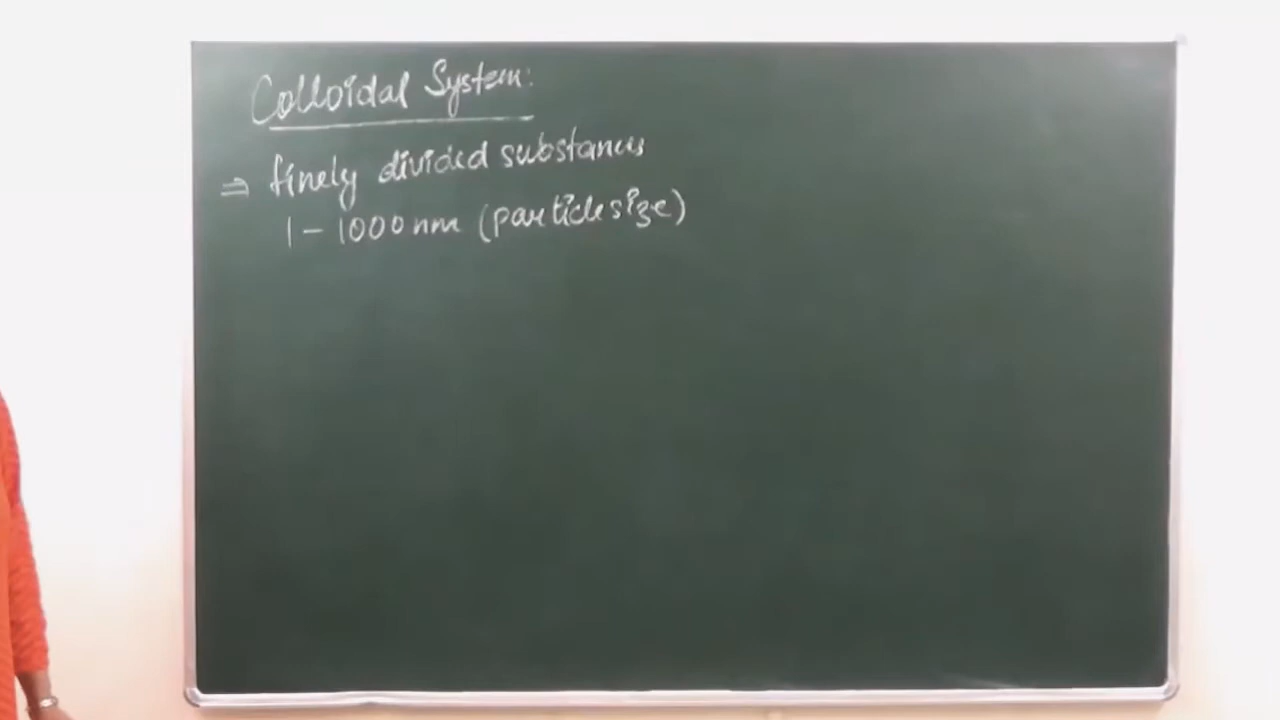 Colloidal System:
⇒ finely divided substances
1 - 1000 nm (particle size)